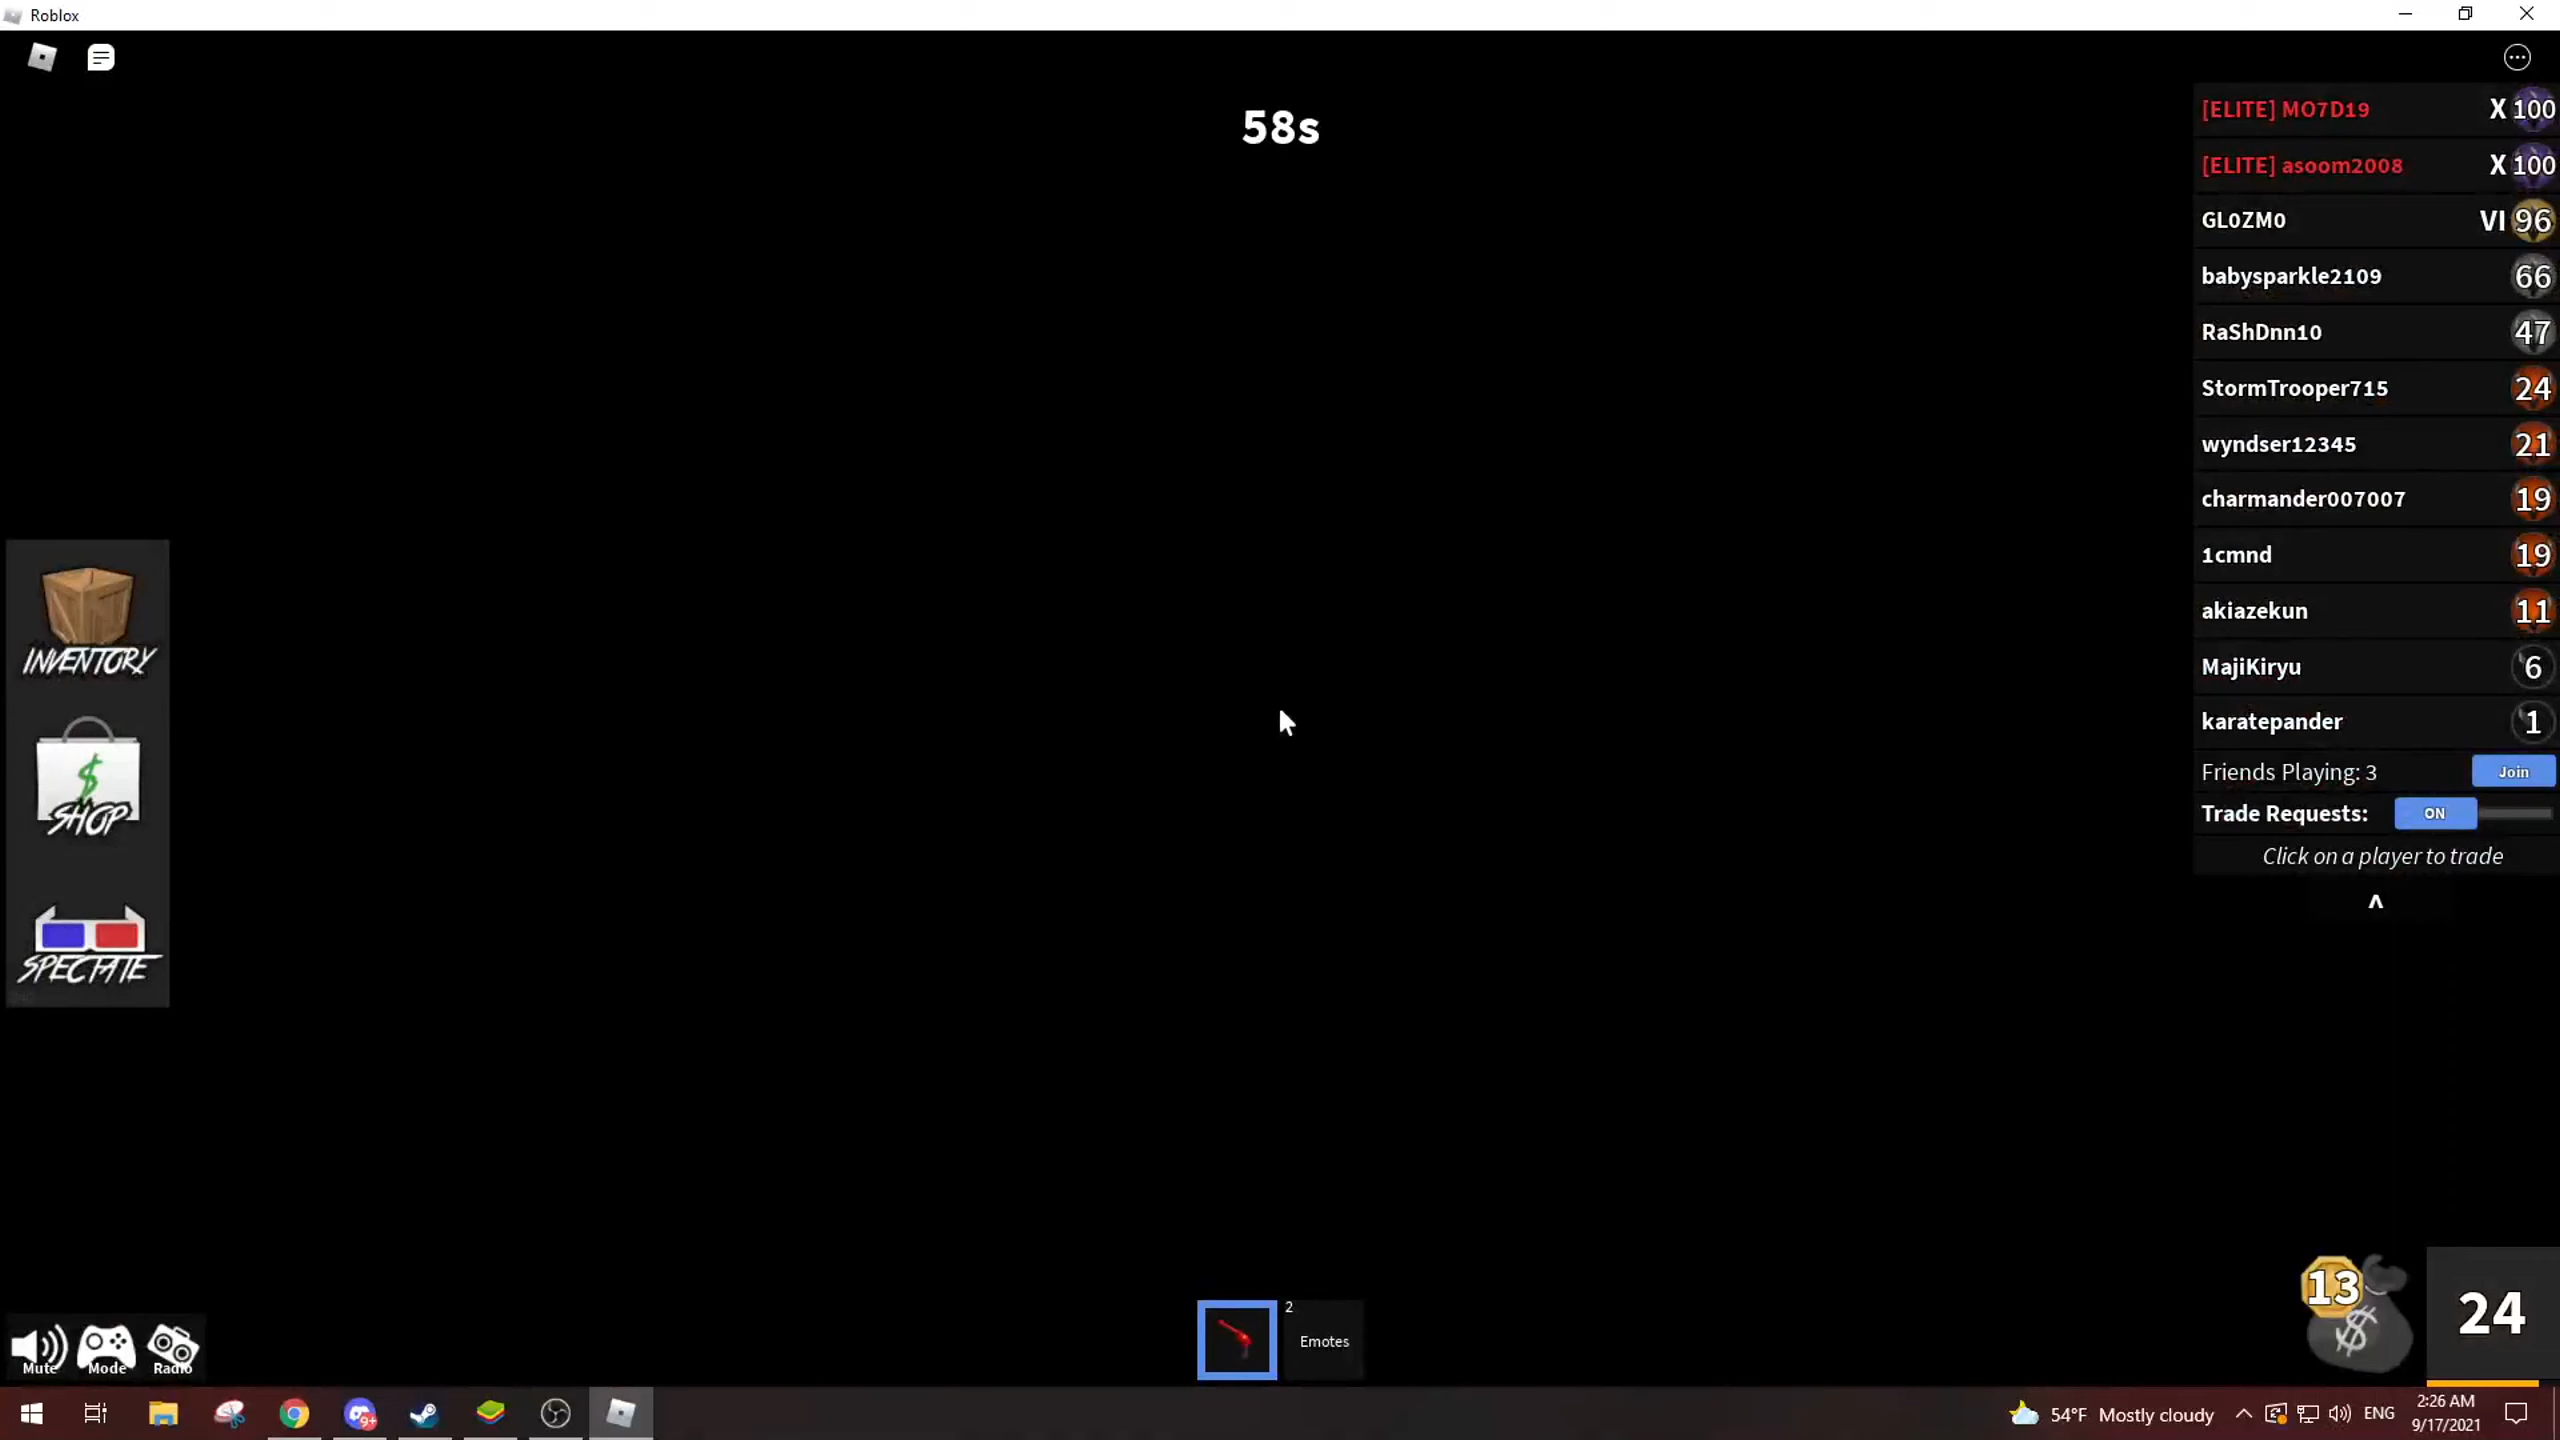 Roblox
58s
[ELITE] MO7D19 X 100
[ELITE] asoom2008 X 100
GL0ZM0 VI 96
babysparkle2109 66
RaShDnn10 47
StormTrooper715 24
wyndser12345 21
charmander007007 19
1cmnd 19
akiazekun 11
MajiKiryu 6
karatepander 1
Friends Playing: 3 Join
Trade Requests: ON
Click on a player to trade
^
INVENTORY
$
SHOP
SPECTATE
Mute Mode Radio
2
Emotes
13
$
24
9+
54°F Mostly cloudy
ENG
2:26 AM
9/17/2021